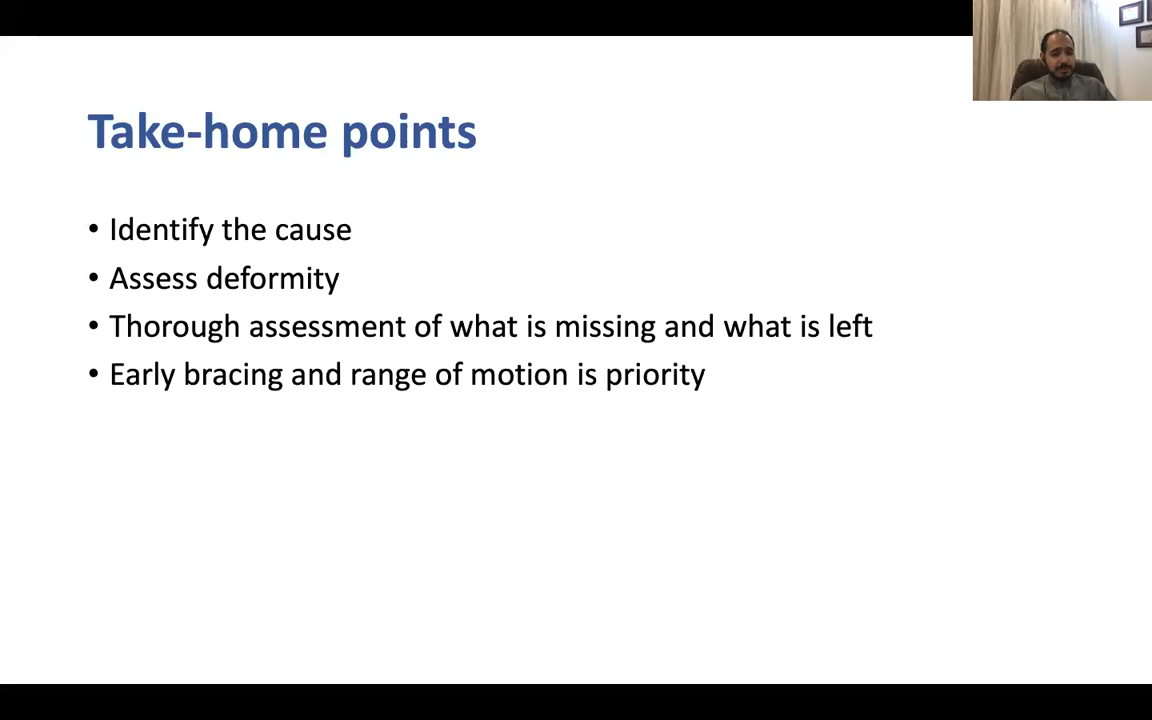 Take-home points
• Identify the cause
• Assess deformity
• Thorough assessment of what is missing and what is left
• Early bracing and range of motion is priority